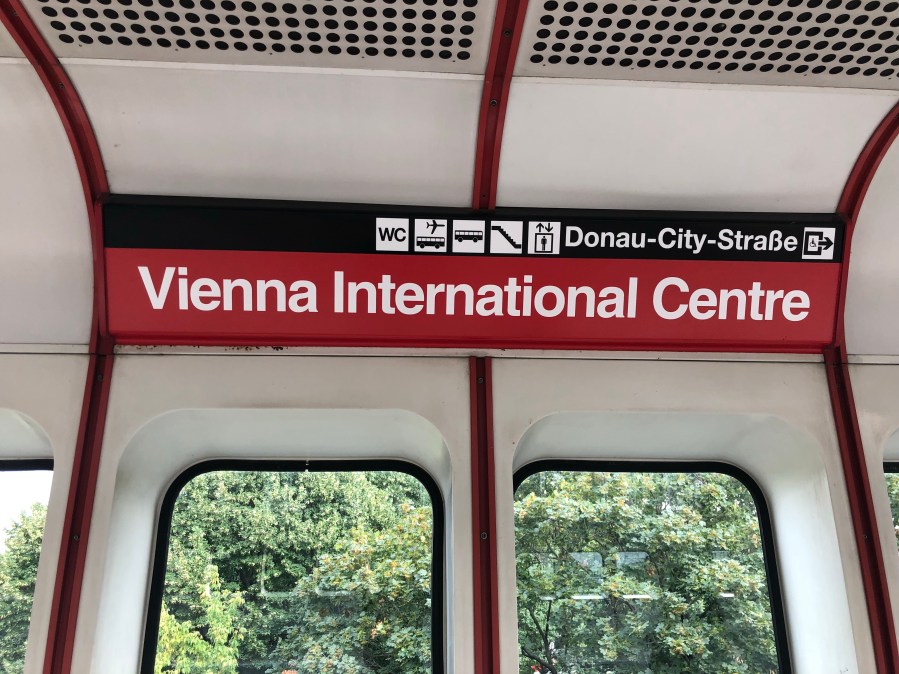 WC Donau-City-Straße
Vienna International Centre